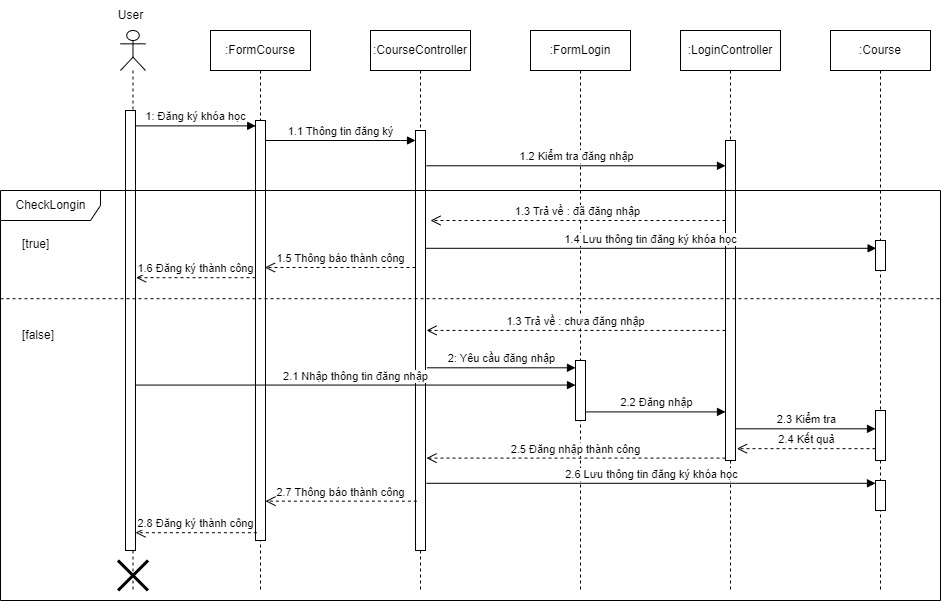 User
:FormCourse
:CourseController
:FormLogin
:LoginController
:Course
1: Đăng ký khóa học
1.1 Thông tin đăng ký
1.2 Kiểm tra đăng nhập
CheckLongin
1.3 Trả về : đã đăng nhập
[true]
1.4 Lưu thông tin đăng ký khóa học
1.5 Thông báo thành công
1.6 Đăng ký thành công
1.3 Trả về : chưa đăng nhập
[false]
2: Yêu cầu đăng nhập
2.1 Nhập thông tin đăng nhập
2.2 Đăng nhập
2.3 Kiểm tra
2.4 Kết quả
2.5 Đăng nhập thành công
2.6 Lưu thông tin đăng ký khóa học
2.7 Thông báo thành công
2.8 Đăng ký thành công